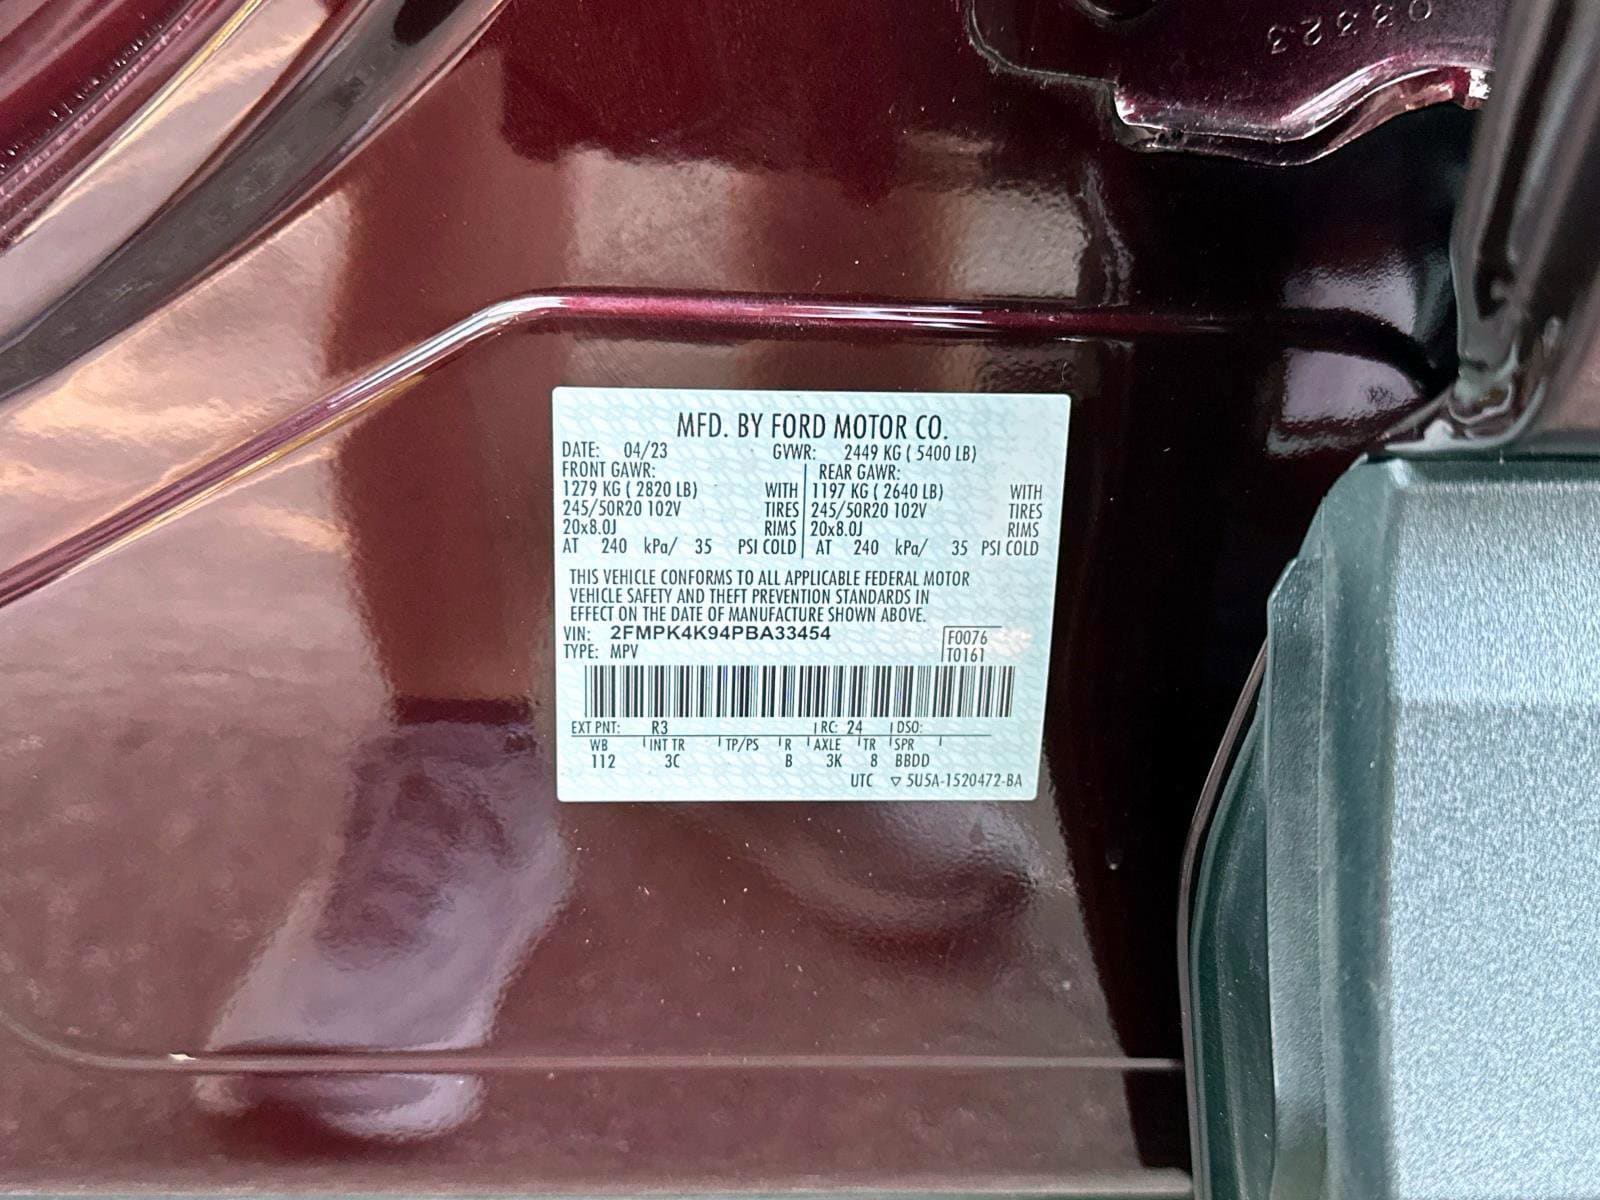 03323
MFD. BY FORD MOTOR CO.
DATE: 04/23 GVWR: 2449 KG ( 5400 LB)
FRONT GAWR: REAR GAWR:
1279 KG ( 2820 LB) WITH 1197 KG ( 2640 LB) WITH
245/50R20 102V TIRES 245/50R20 102V TIRES
20x8.0J RIMS 20x8.0J RIMS
AT 240 kPa/ 35 PSI COLD AT 240 kPa/ 35 PSI COLD
THIS VEHICLE CONFORMS TO ALL APPLICABLE FEDERAL MOTOR
VEHICLE SAFETY AND THEFT PREVENTION STANDARDS IN
EFFECT ON THE DATE OF MANUFACTURE SHOWN ABOVE.
VIN: 2FMPK4K94PBA33454 F0076
TYPE: MPV T0161
EXT PNT: R3 RC: 24 DSO:
WB INT TR TP/PS R AXLE TR SPR
112 3C B 3K 8 BBDD
UTC ▽ 5U5A-1520472-BA